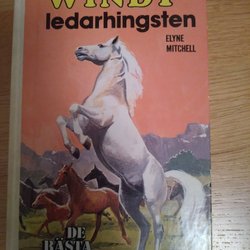 WINDY
ledarhingsten
ELYNE
MITCHELL
DE
BÄSTA